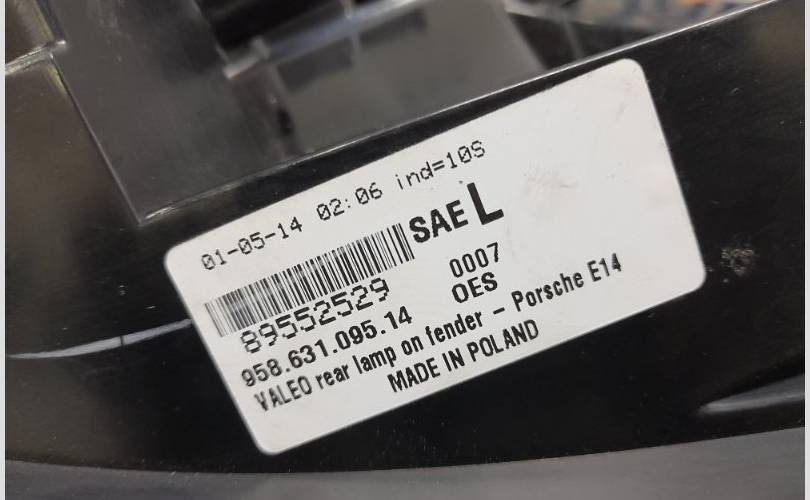 01-05-14 02:06 ind=10S
SAE L
89552529 0007
958.631.095.14 OES
VALEO rear lamp on fender – Porsche E14
MADE IN POLAND